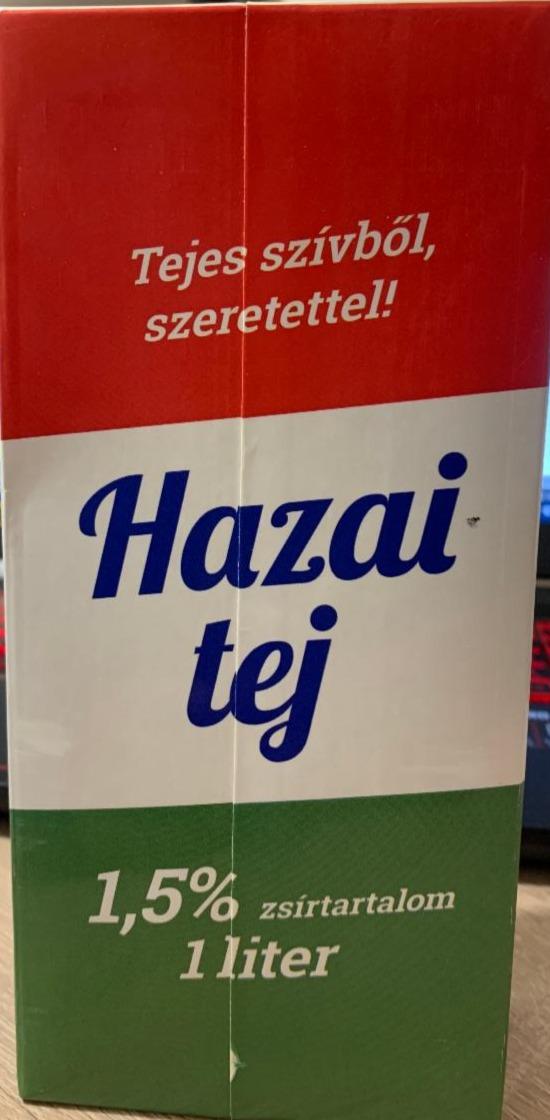 Tejes szívből,
szeretettel!
Hazai
tej
1,5% zsírtartalom
1 liter